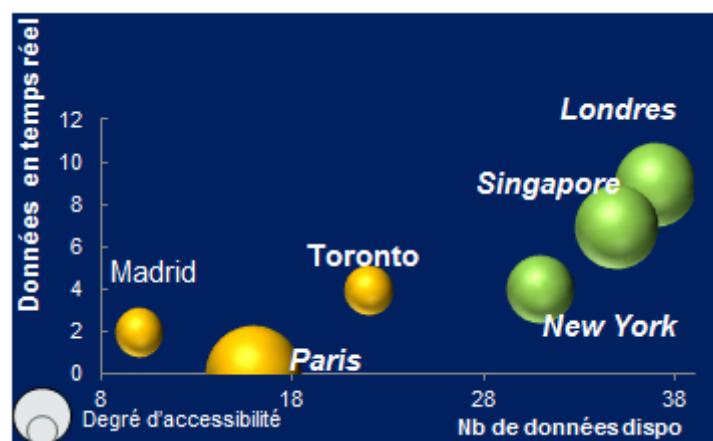 Données en temps réel
12
10
8
6
4
2
0
Londres
Singapore
Madrid
Toronto
New York
Paris
8
18
28
38
Degré d'accessibilité
Nb de données dispo